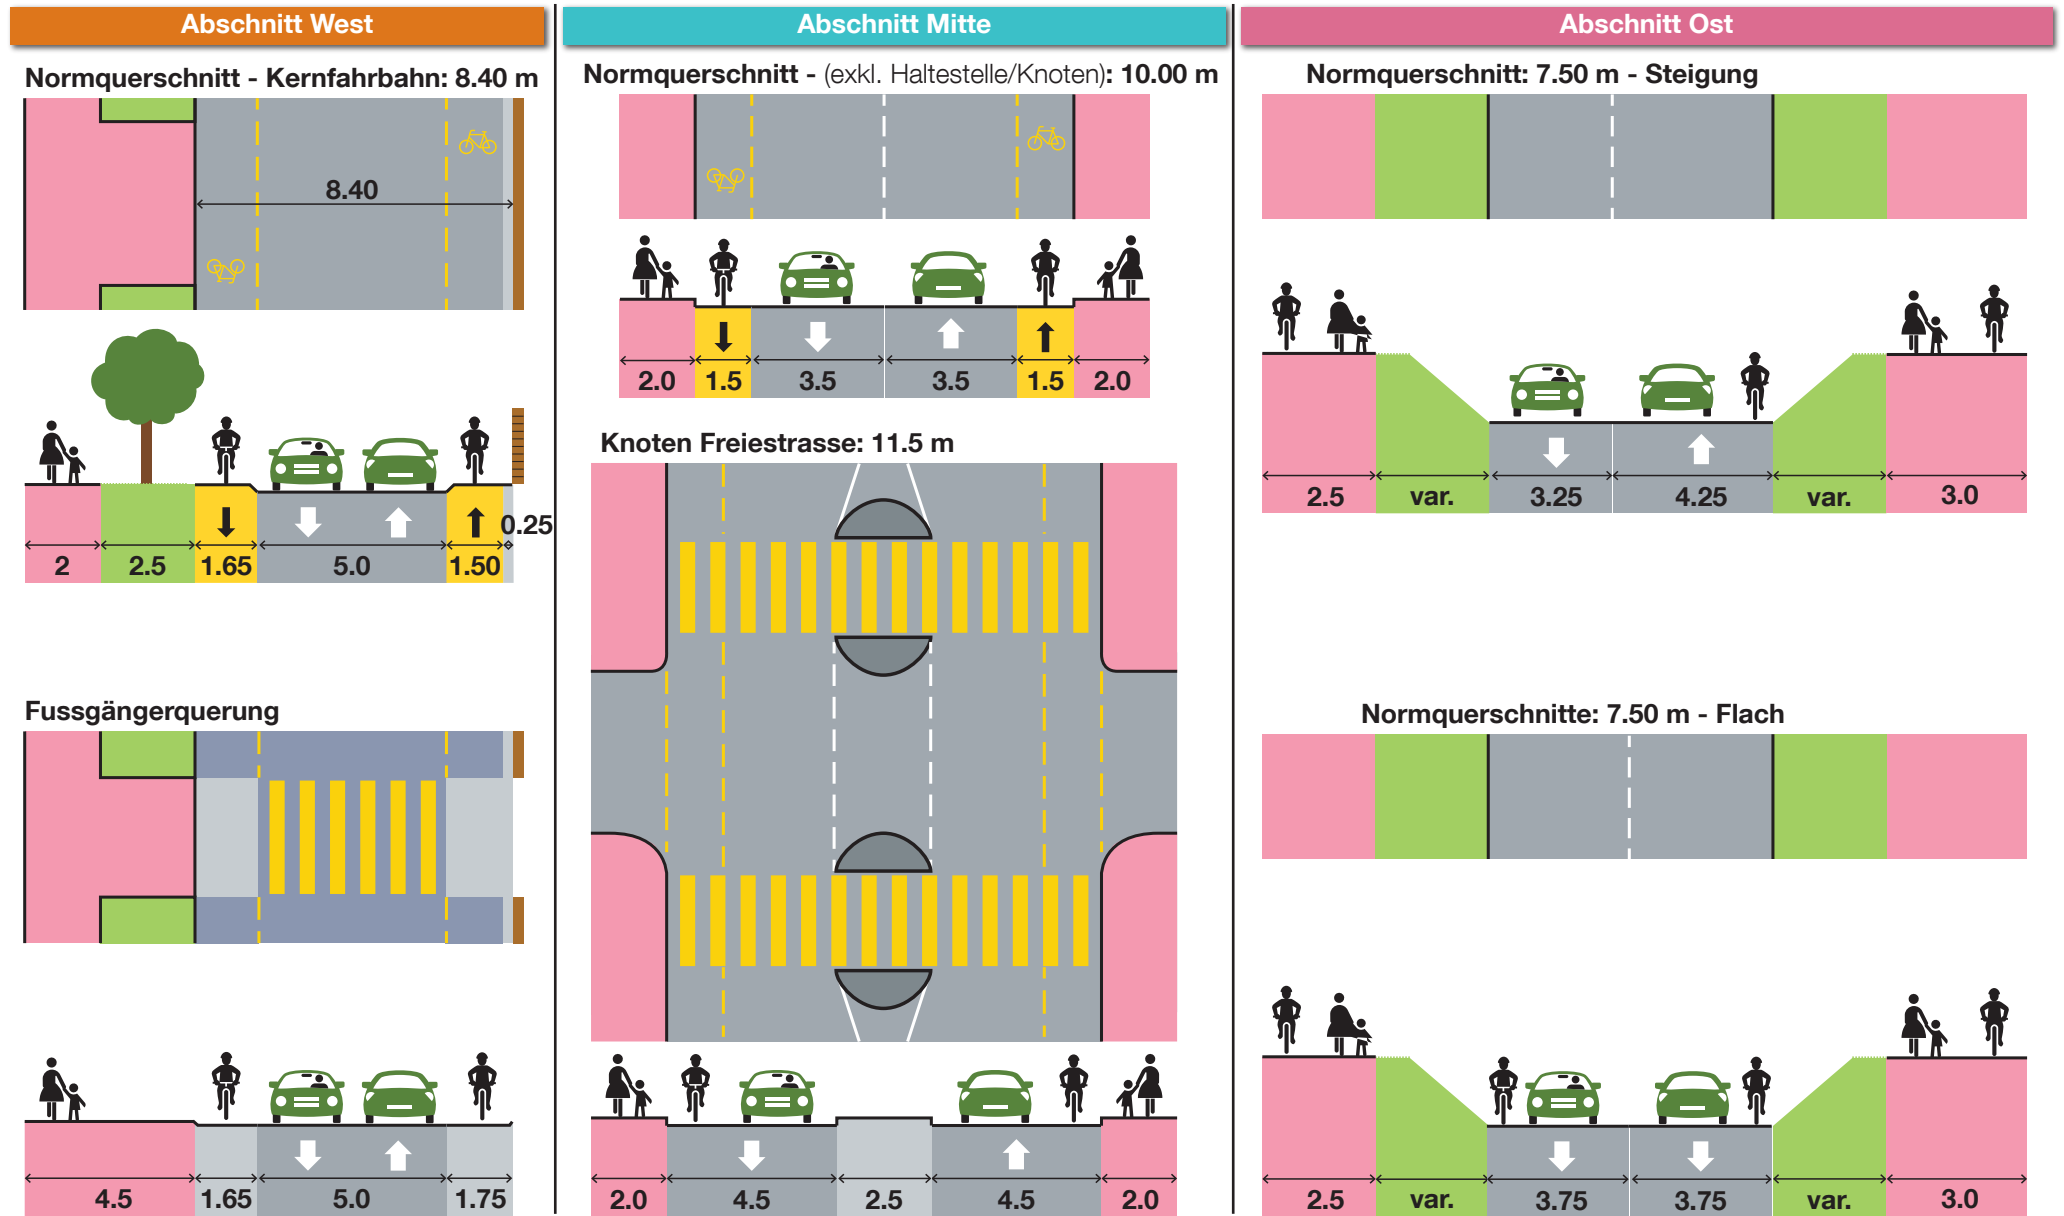 Abschnitt West
Normquerschnitt - Kernfahrbahn: 8.40 m
8.40
0.25
2 2.5 1.65 5.0 1.50
Fussgängerquerung
4.5 1.65 5.0 1.75
Abschnitt Mitte
Normquerschnitt - (exkl. Haltestelle/Knoten): 10.00 m
2.0 1.5 3.5 3.5 1.5 2.0
Knoten Freiestrasse: 11.5 m
2.0 4.5 2.5 4.5 2.0
Abschnitt Ost
Normquerschnitt: 7.50 m - Steigung
2.5 var. 3.25 4.25 var. 3.0
Normquerschnitte: 7.50 m - Flach
2.5 var. 3.75 3.75 var. 3.0